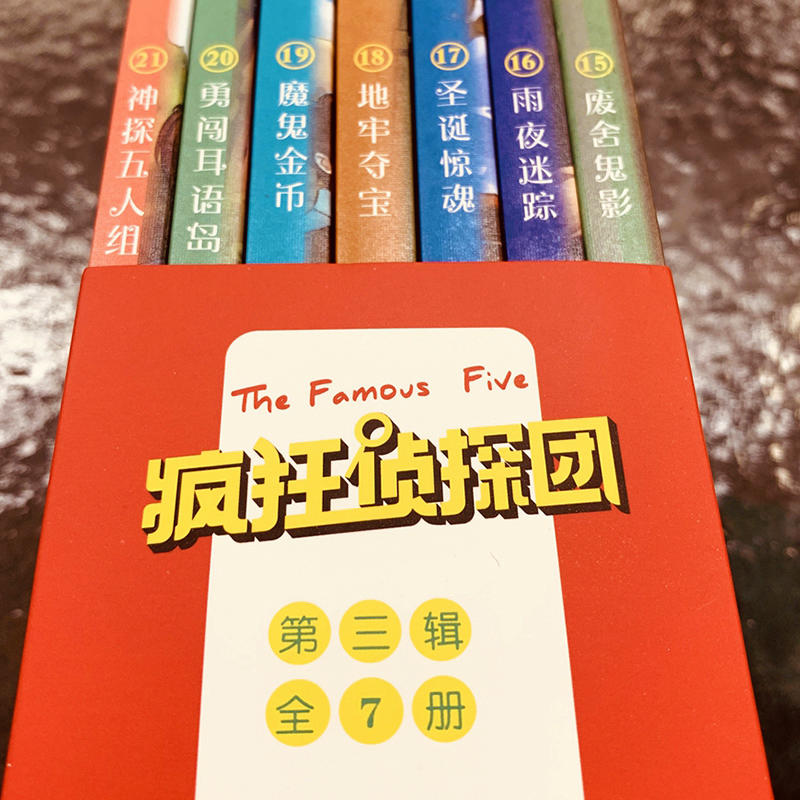 21 神探五人组
20 勇闯耳语岛
19 魔鬼金币
18 地牢夺宝
17 圣诞惊魂
16 雨夜迷踪
15 废舍鬼影
The Famous Five
疯狂侦探团
第三辑
全7册